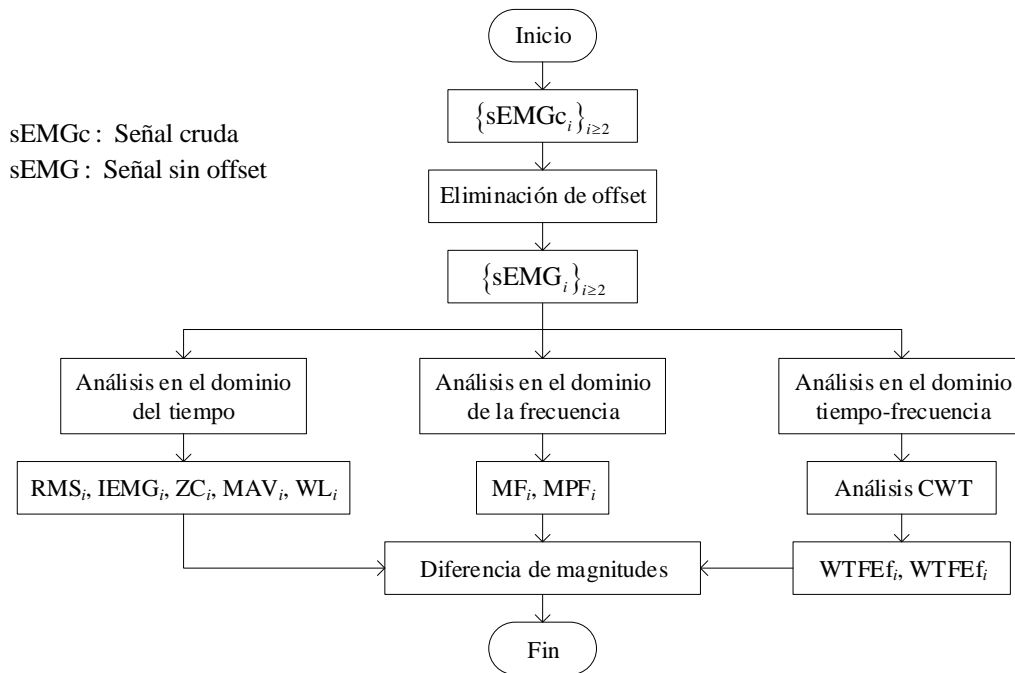 Inicio
{sEMGc_i}_{i≥2}
sEMGc : Señal cruda
sEMG : Señal sin offset
Eliminación de offset
{sEMG_i}_{i≥2}
Análisis en el dominio
del tiempo
Análisis en el dominio
de la frecuencia
Análisis en el dominio
tiempo-frecuencia
RMS_i, IEMG_i, ZC_i, MAV_i, WL_i
MF_i, MPF_i
Análisis CWT
Diferencia de magnitudes
WTFEf_i, WTFEf_i
Fin